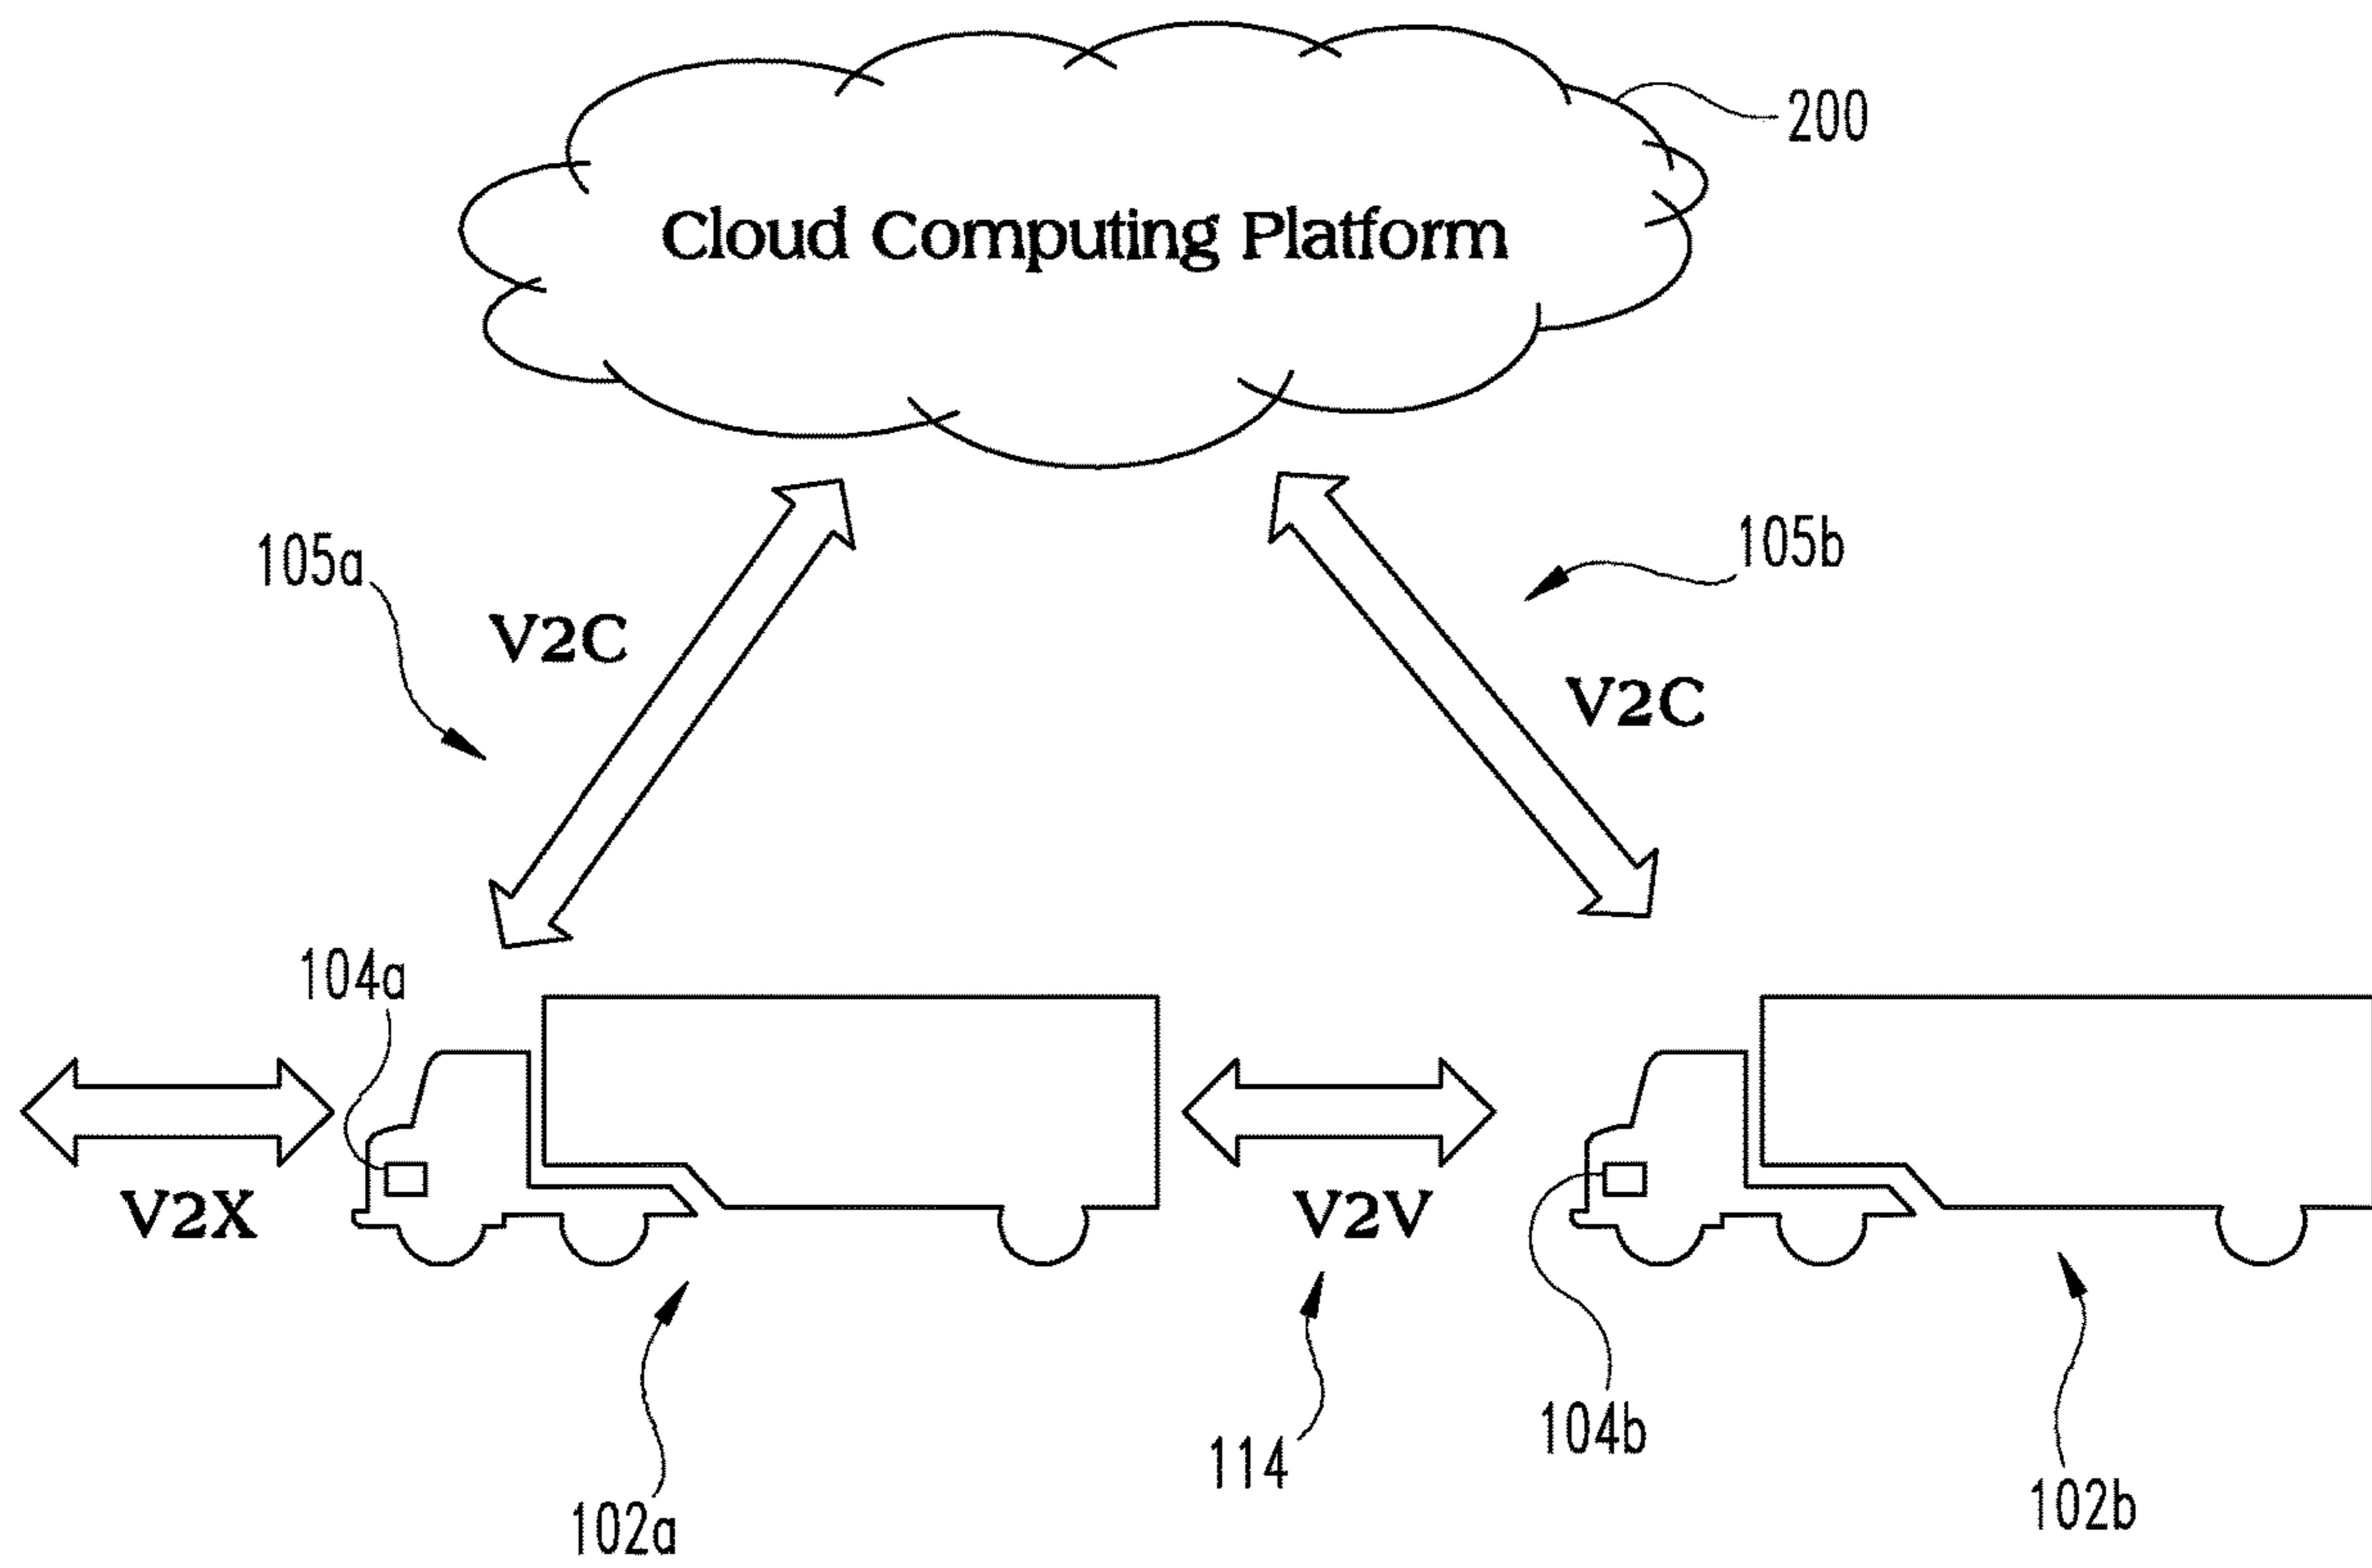 200
Cloud Computing Platform
105a
105b
V2C
V2C
104a
V2X
V2V
104b
114
102a
102b